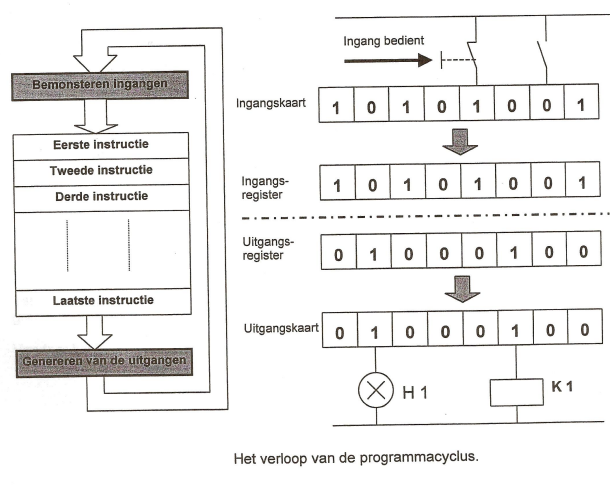 Bemonsteren ingangen
Eerste instructie
Tweede instructie
Derde instructie
Laatste instructie
Genereren van de uitgangen
Ingang bedient
Ingangskaart 1 0 1 0 1 0 0 1
Ingangs-
register 1 0 1 0 1 0 0 1
Uitgangs-
register 0 1 0 0 0 1 0 0
Uitgangskaart 0 1 0 0 0 1 0 0
H 1
K 1
Het verloop van de programmacyclus.